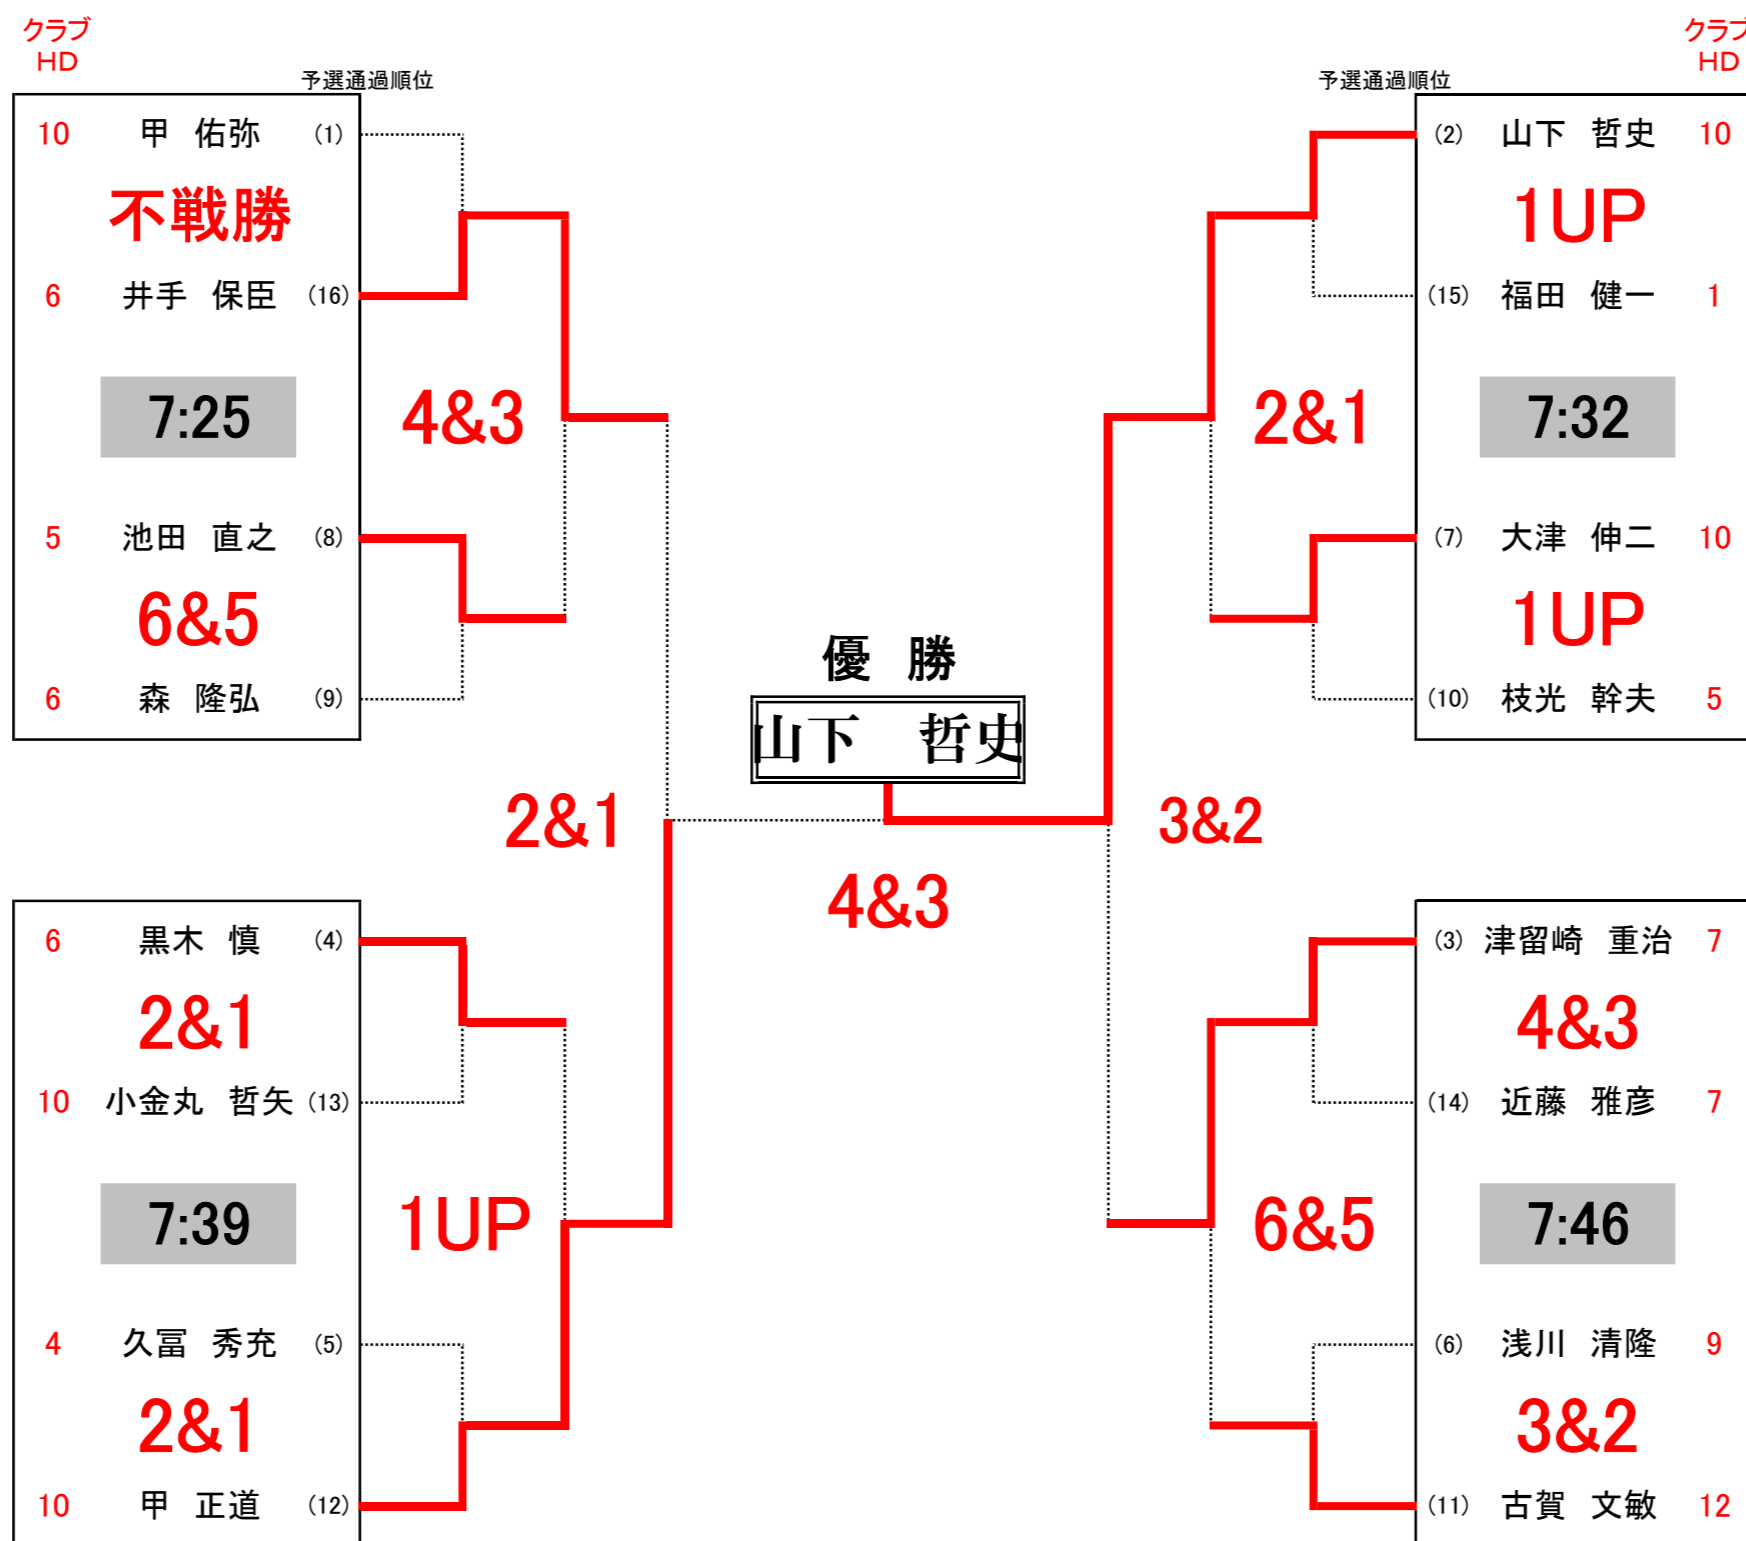 クラブ
HD
予選通過順位
10 甲 佑弥 (1)
不戦勝
6 井手 保臣 (16)
7:25
4&3
5 池田 直之 (8)
6&5
6 森 隆弘 (9)
クラブ
HD
予選通過順位
(2) 山下 哲史 10
1UP
(15) 福田 健一 1
2&1
7:32
(7) 大津 伸二 10
1UP
(10) 枝光 幹夫 5
優 勝
山下 哲史
2&1
3&2
4&3
6 黒木 慎 (4)
2&1
10 小金丸 哲矢 (13)
7:39
1UP
4 久冨 秀充 (5)
2&1
10 甲 正道 (12)
(3) 津留崎 重治 7
4&3
(14) 近藤 雅彦 7
6&5
7:46
(6) 浅川 清隆 9
3&2
(11) 古賀 文敏 12